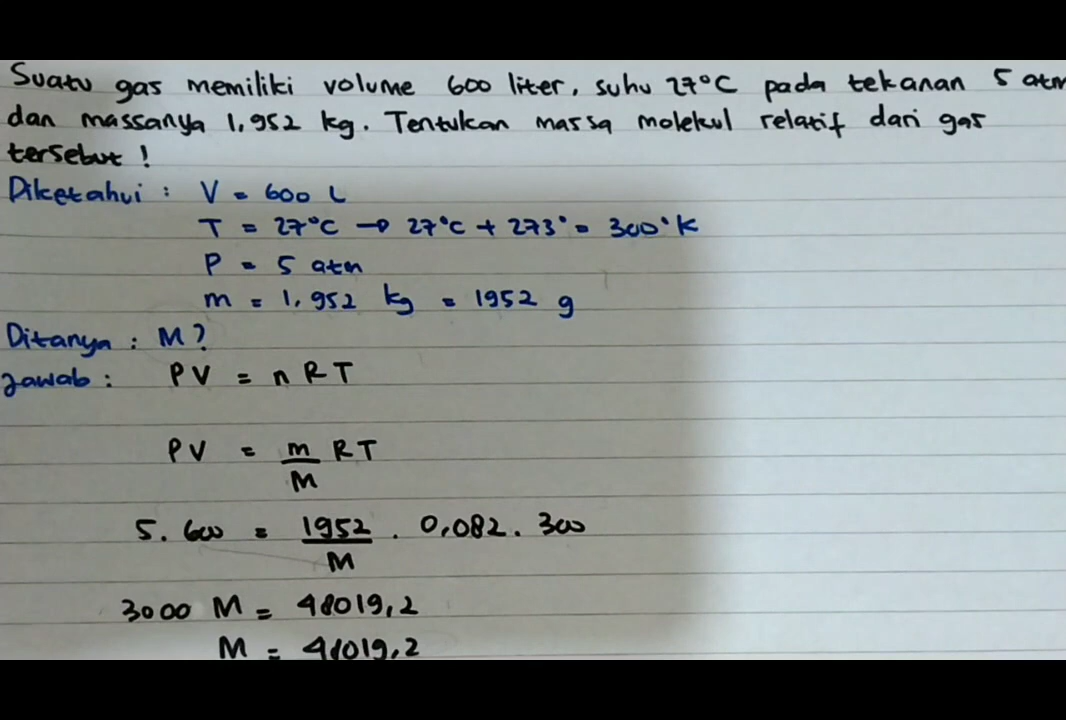 Suatu gas memiliki volume 600 liter, suhu 27°C pada tekanan 5 atm
dan massanya 1,952 kg. Tentukan massa molekul relatif dari gas
tersebut !
Diketahui : V = 600 L
T = 27°C → 27°C + 273° = 300°K
P = 5 atm
m = 1,952 kg = 1952 g
Ditanya : M?
Jawab : PV = n R T
PV = m/M RT
5. 600 = 1952/M . 0,082. 300
3000 M = 48019,2
M = 48019,2